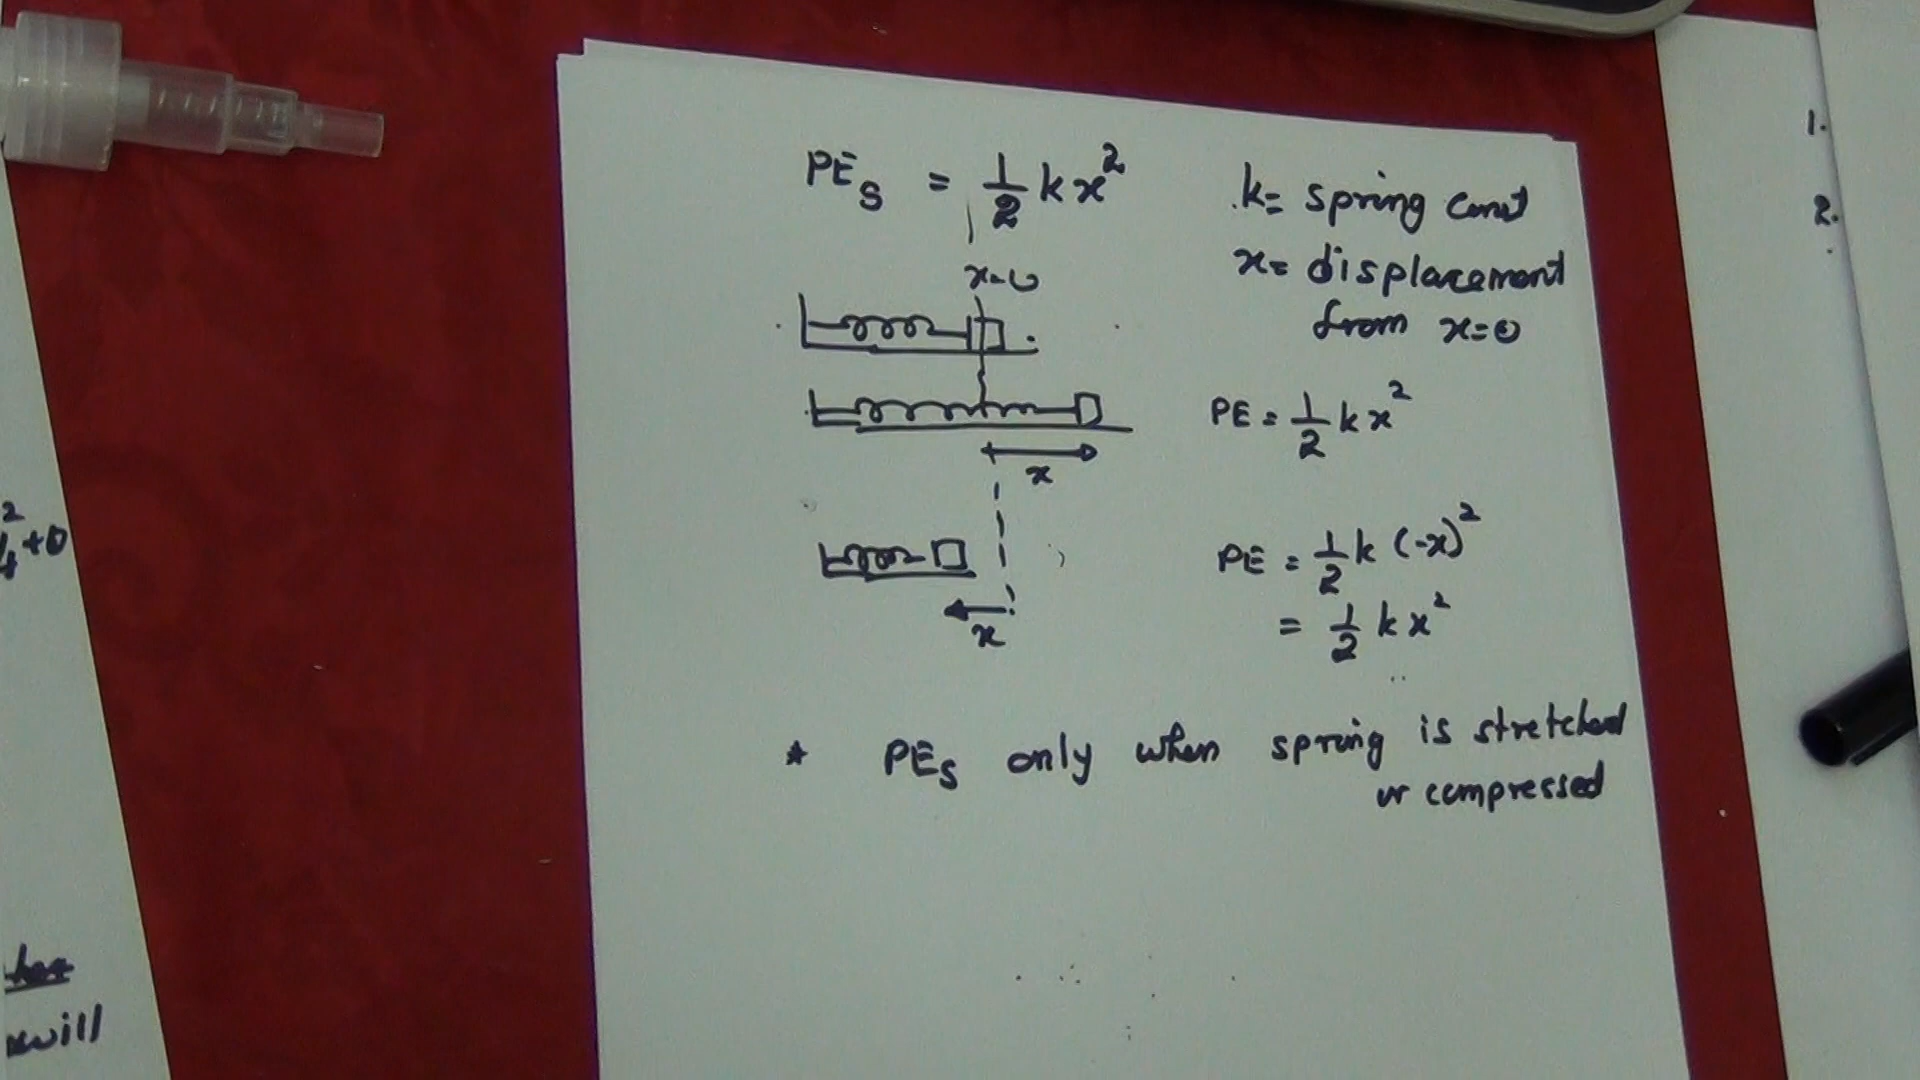 PEs = 1/2 kx²
k= spring const
x= displacement
from x=0
x=0
PE = 1/2 kx²
x
PE = 1/2 k (-x)²
= 1/2 kx²
x
* PEs only when spring is stretched
or compressed
1.
2.
will